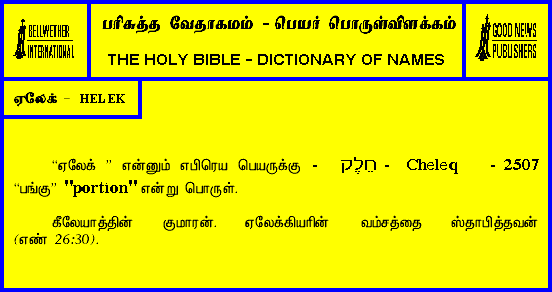 BELLWETHER
INTERNATIONAL
பரிசுத்த வேதாகமம் - பெயர் பொருள்விளக்கம்
THE HOLY BIBLE - DICTIONARY OF NAMES
GOOD NEWS
PUBLISHERS
ஏலேக் - HELEK
“ஏலேக் ” என்னும் எபிரெய பெயருக்கு - חֵלֶק - Cheleq - 2507
“பங்கு” "portion" என்று பொருள்.
கீலேயாத்தின் குமாரன். ஏலேக்கியரின் வம்சத்தை ஸ்தாபித்தவன்
(எண் 26:30).